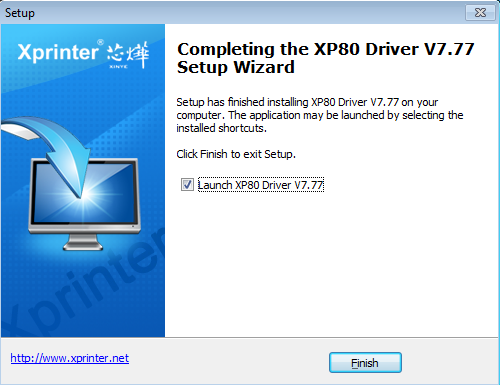 Setup
Xprinter® 芯烨
XINYE
Completing the XP80 Driver V7.77
Setup Wizard
Setup has finished installing XP80 Driver V7.77 on your
computer. The application may be launched by selecting the
installed shortcuts.
Click Finish to exit Setup.
Launch XP80 Driver V7.77
Xprinter
http://www.xprinter.net
Finish